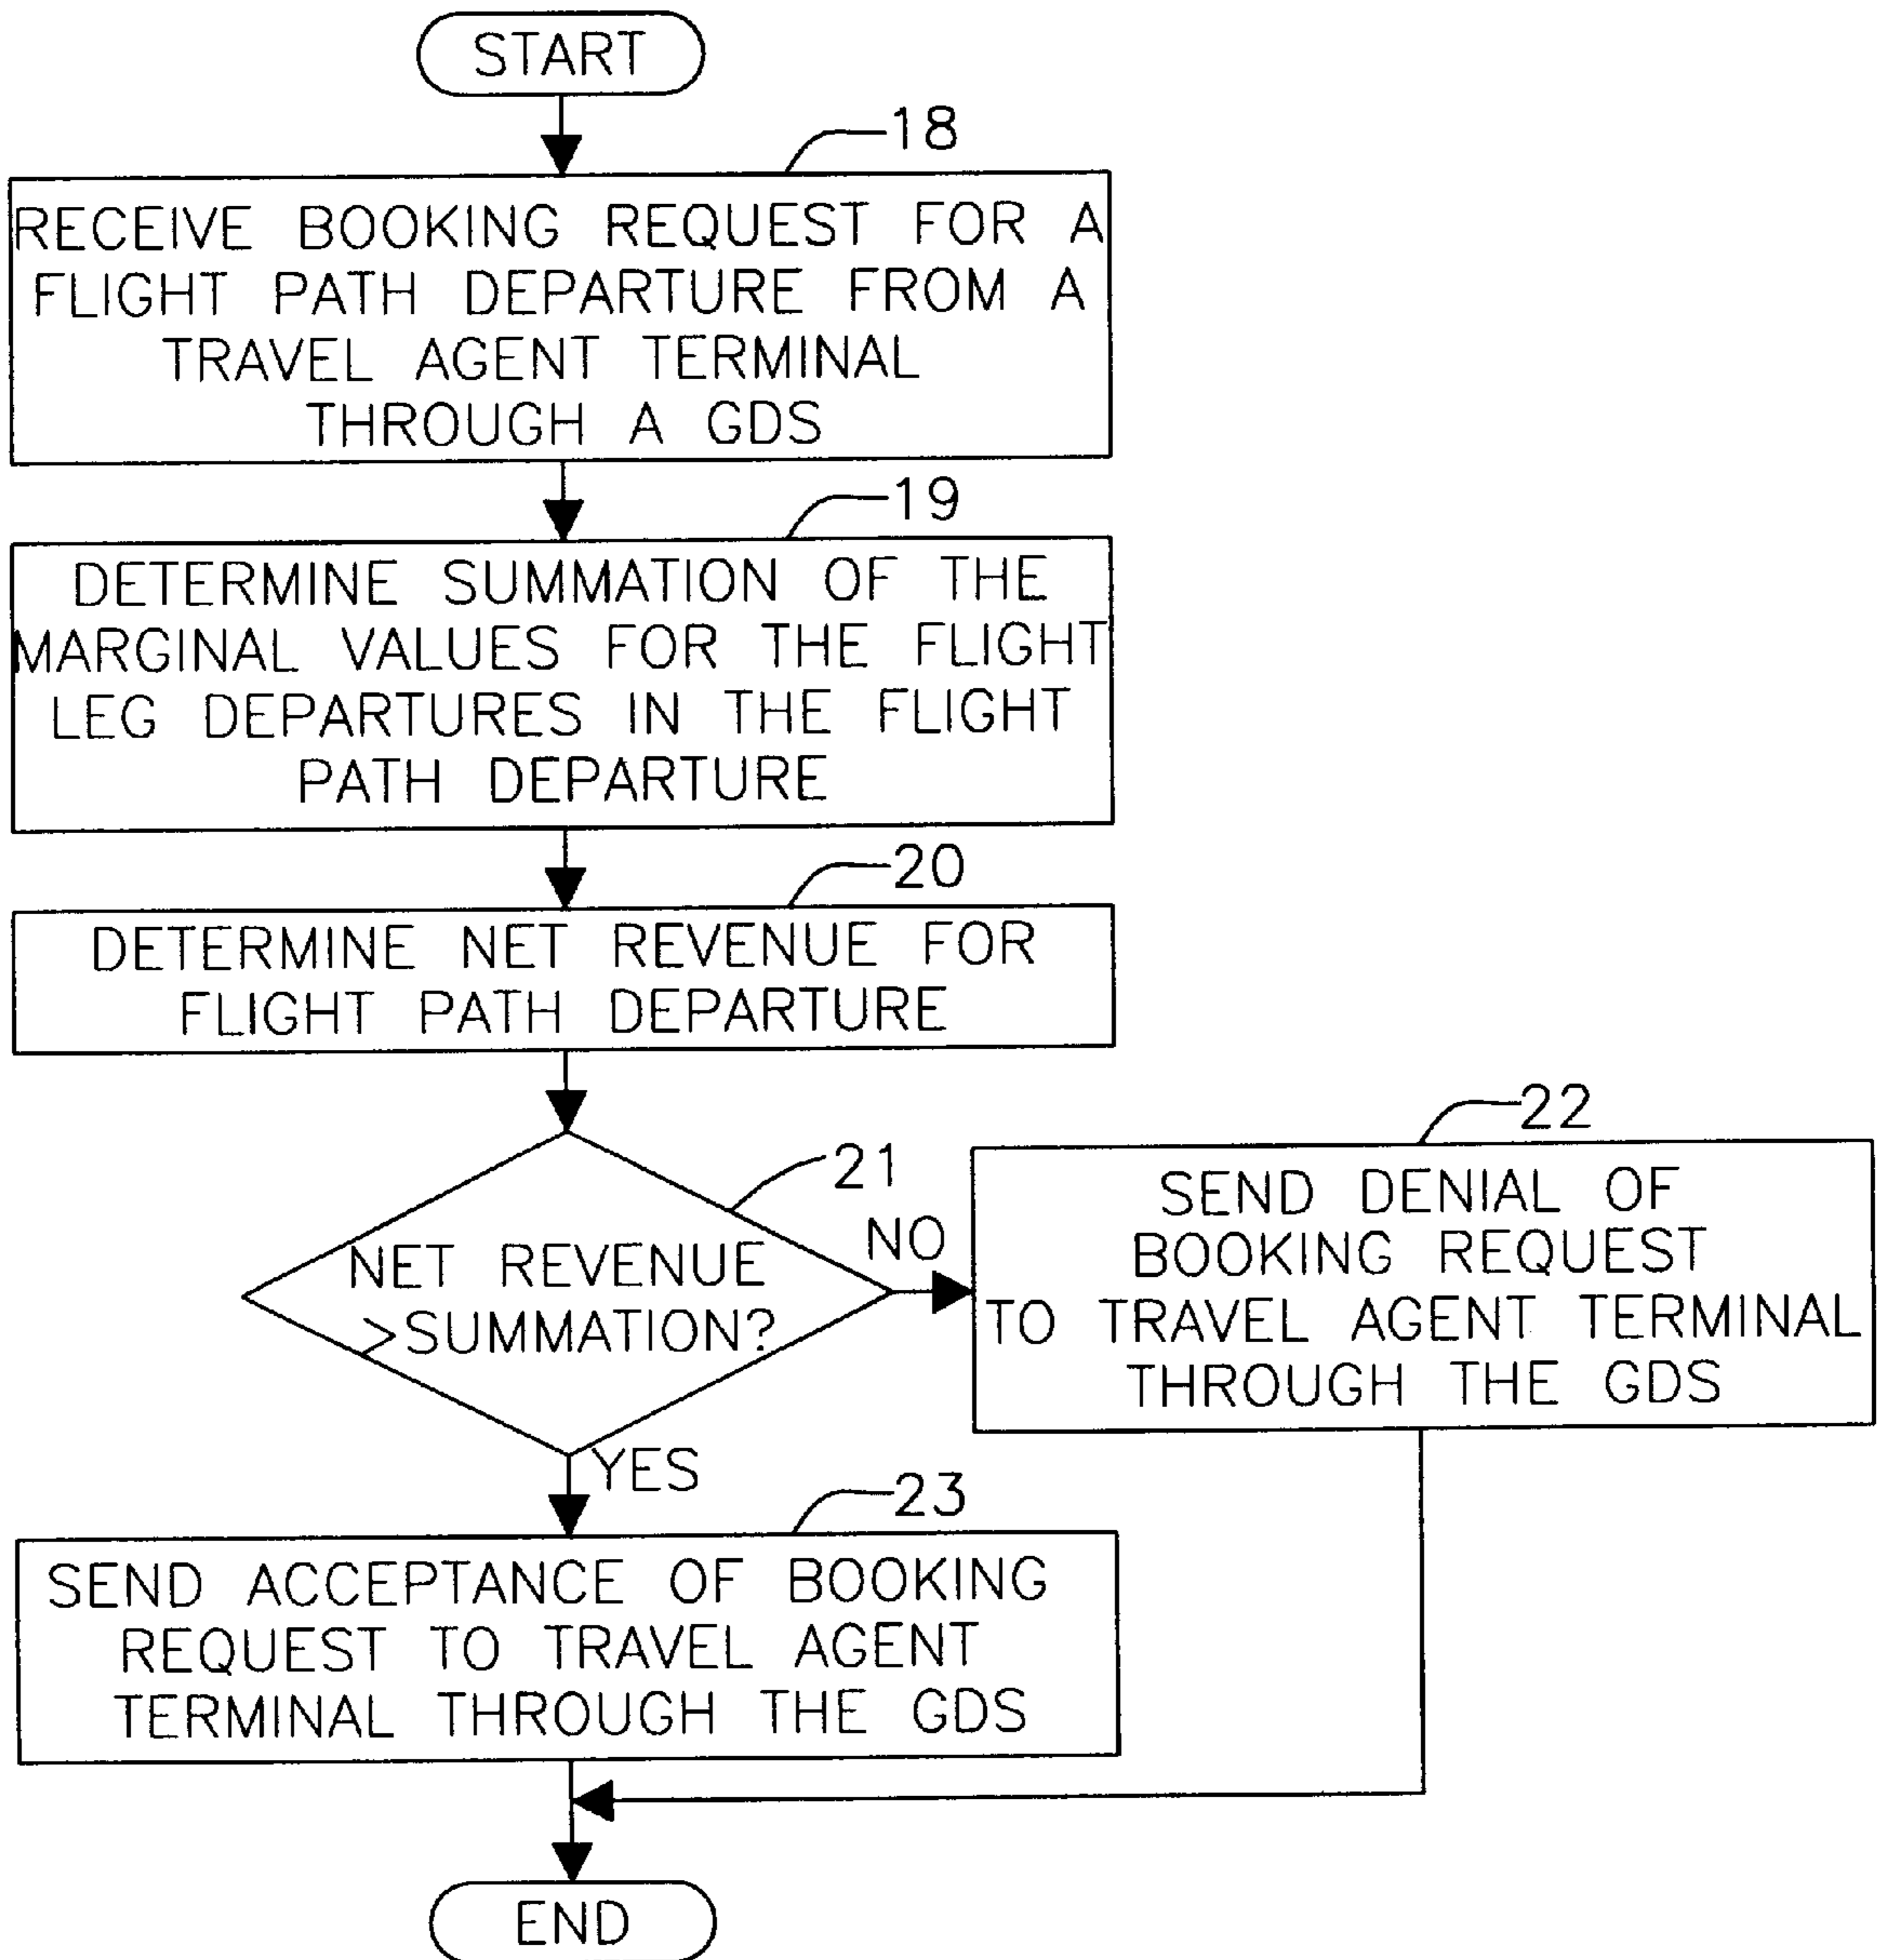 START
18
RECEIVE BOOKING REQUEST FOR A
FLIGHT PATH DEPARTURE FROM A
TRAVEL AGENT TERMINAL
THROUGH A GDS
19
DETERMINE SUMMATION OF THE
MARGINAL VALUES FOR THE FLIGHT
LEG DEPARTURES IN THE FLIGHT
PATH DEPARTURE
20
DETERMINE NET REVENUE FOR
FLIGHT PATH DEPARTURE
21
NET REVENUE
>SUMMATION?
NO
22
SEND DENIAL OF
BOOKING REQUEST
TO TRAVEL AGENT TERMINAL
THROUGH THE GDS
YES
23
SEND ACCEPTANCE OF BOOKING
REQUEST TO TRAVEL AGENT
TERMINAL THROUGH THE GDS
END